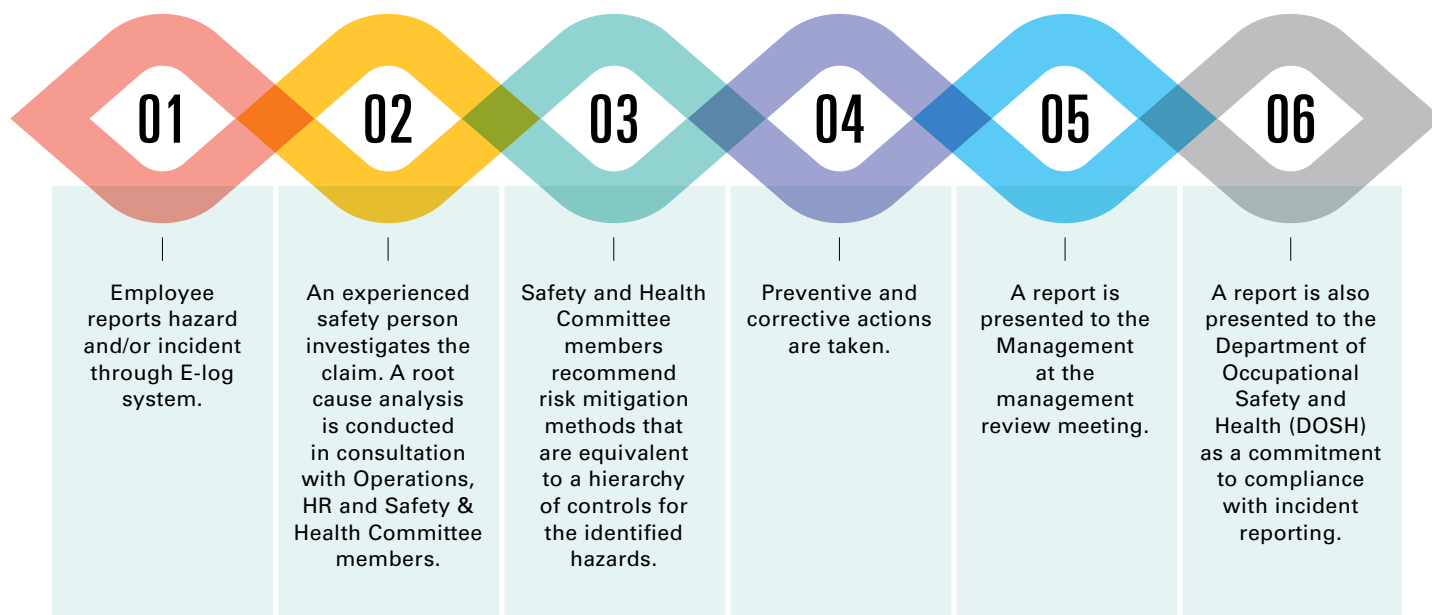 01
Employee
reports hazard
and/or incident
through E-log
system.
02
An experienced
safety person
investigates the
claim. A root
cause analysis
is conducted
in consultation
with Operations,
HR and Safety &
Health Committee
members.
03
Safety and Health
Committee
members
recommend
risk mitigation
methods that
are equivalent
to a hierarchy
of controls for
the identified
hazards.
04
Preventive and
corrective actions
are taken.
05
A report is
presented to the
Management
at the
management
review meeting.
06
A report is also
presented to the
Department of
Occupational
Safety and
Health (DOSH)
as a commitment
to compliance
with incident
reporting.